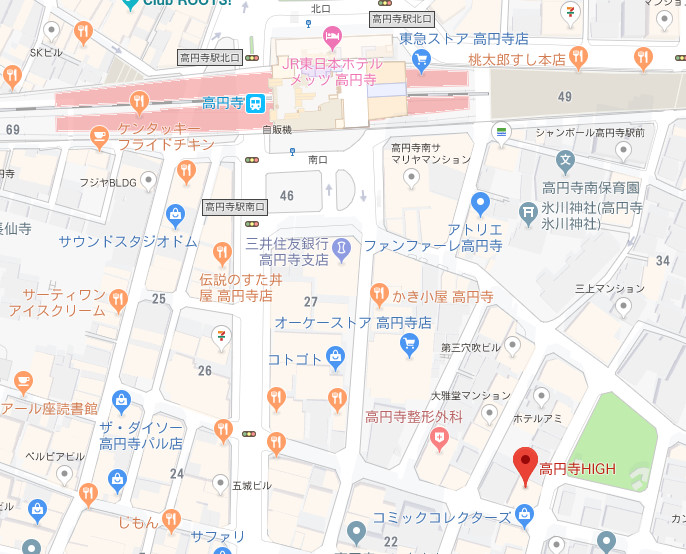 Club ROOTS!
北口
高円寺駅北口
SKビル
高円寺駅北口
JR東日本ホテル
メッツ 高円寺
東急ストア 高円寺店
桃太郎すし本店
高円寺
49
69
ケンタッキー
フライドチキン
自販機
シャンボール高円寺駅前
南口
高円寺南サ
マリヤマンション
フジヤBLDG
高円寺南保育園
46
高円寺駅南口
アトリエ
ファンファーレ高円寺
氷川神社(高円寺
氷川神社)
長仙寺
サウンドスタジオドム
三井住友銀行
高円寺支店
34
伝説のすた丼
屋 高円寺店
三上マンション
サーティワン
アイスクリーム
25
27
かき小屋 高円寺
オーケーストア 高円寺店
第三穴吹ビル
コトゴト
26
大雅堂マンション
アール座読書館
高円寺整形外科
ホテルアミ
ザ・ダイソー
高円寺パル店
ベルビアビル
高円寺HIGH
24
五城ビル
じもん
コミックコレクターズ
サファリ
22